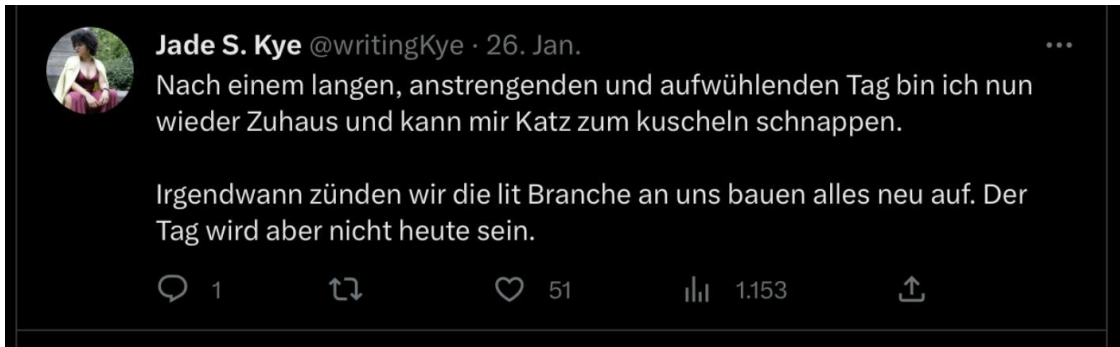 Jade S. Kye @writingKye · 26. Jan.
Nach einem langen, anstrengenden und aufwühlenden Tag bin ich nun
wieder Zuhaus und kann mir Katz zum kuscheln schnappen.
Irgendwann zünden wir die lit Branche an uns bauen alles neu auf. Der
Tag wird aber nicht heute sein.
1 51 1.153